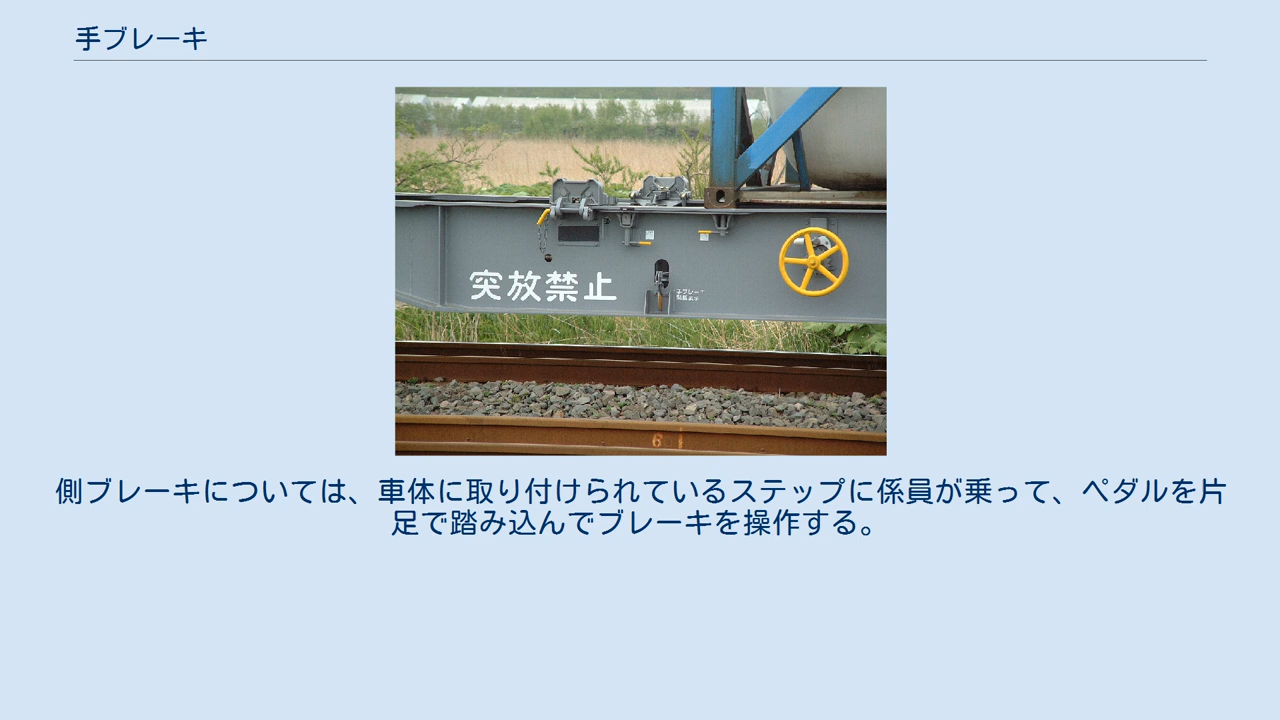 手ブレーキ
突放禁止
6
側ブレーキについては、車体に取り付けられているステップに係員が乗って、ペダルを片
足で踏み込んでブレーキを操作する。